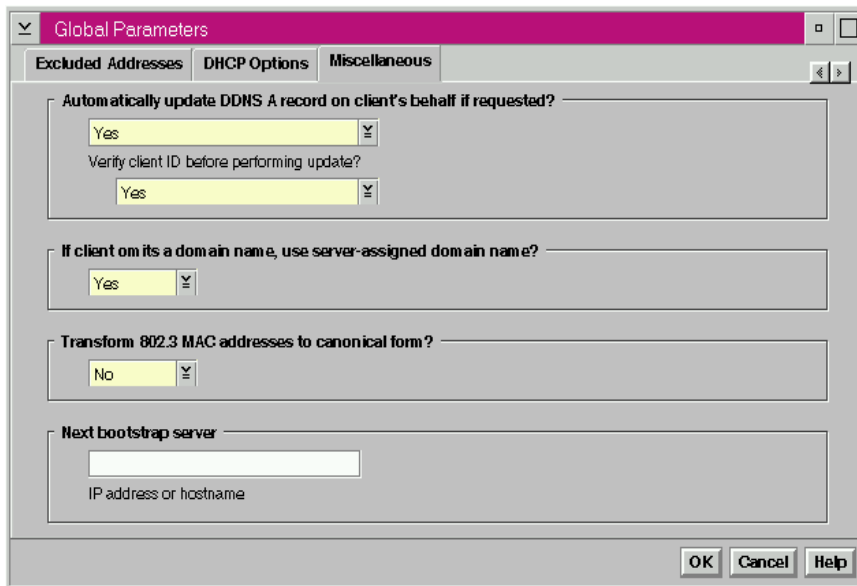 Global Parameters
Excluded Addresses DHCP Options Miscellaneous
Automatically update DDNS A record on client's behalf if requested?
Yes
Verify client ID before performing update?
Yes
If client omits a domain name, use server-assigned domain name?
Yes
Transform 802.3 MAC addresses to canonical form?
No
Next bootstrap server
IP address or hostname
OK Cancel Help